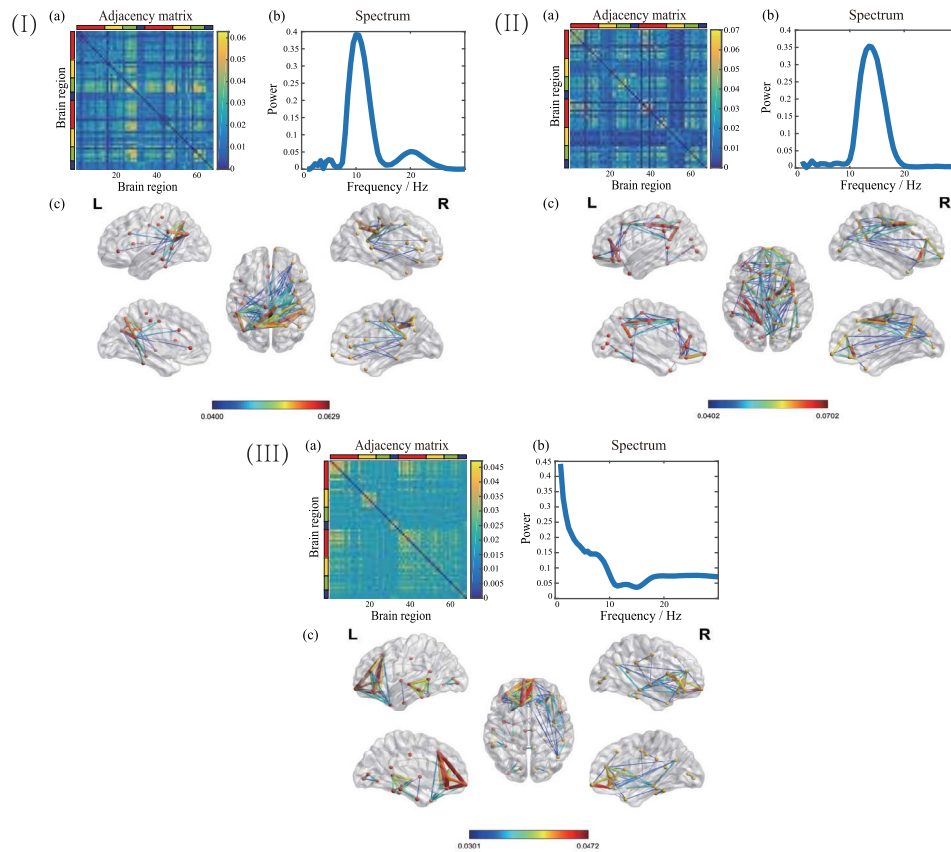 (I)
(a) Adjacency matrix
Brain region
20 40 60
Brain region
0.06
0.05
0.04
0.03
0.02
0.01
0
(b) Spectrum
Power
0.4
0.35
0.3
0.25
0.2
0.15
0.1
0.05
0
0 10 20
Frequency / Hz
(c) L R
0.0400 0.0629
(II)
(a) Adjacency matrix
Brain region
20 40 60
Brain region
0.07
0.06
0.05
0.04
0.03
0.02
0.01
0
(b) Spectrum
Power
0.4
0.35
0.3
0.25
0.2
0.15
0.1
0.05
0
0 10 20
Frequency / Hz
(c) L R
0.0402 0.0702
(III)
(a) Adjacency matrix
Brain region
20 40 60
Brain region
0.045
0.04
0.035
0.03
0.025
0.02
0.015
0.01
0.005
0
(b) Spectrum
Power
0.45
0.4
0.35
0.3
0.25
0.2
0.15
0.1
0.05
0
0 10 20
Frequency / Hz
(c) L R
0.0301 0.0472